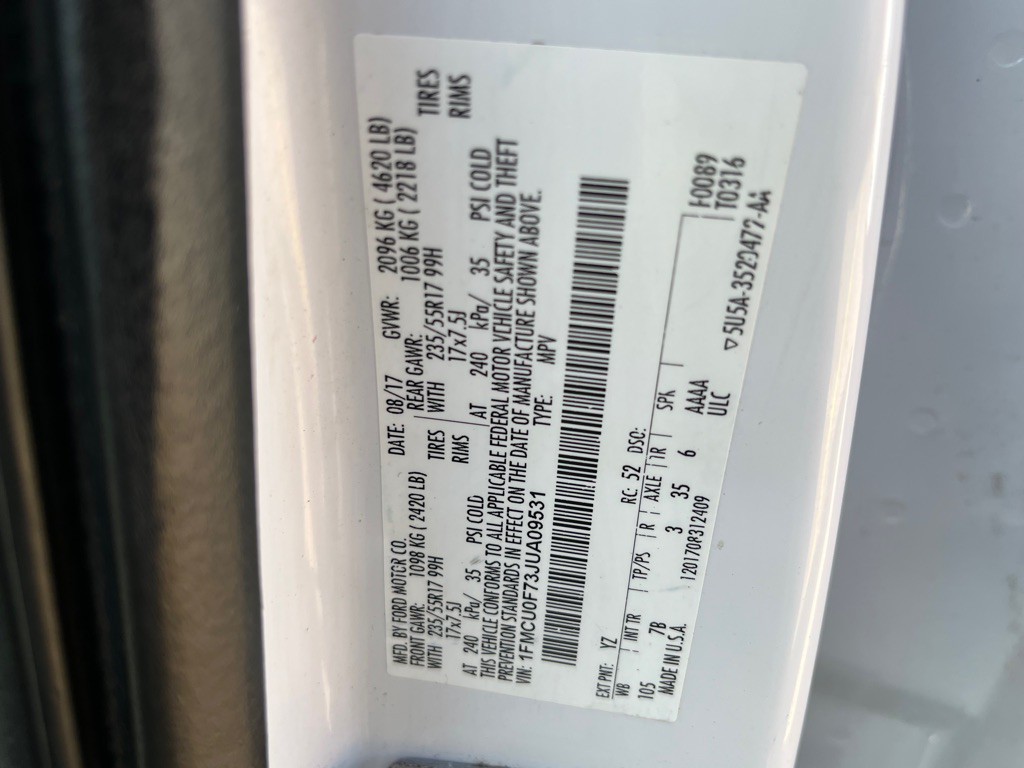 MFD. BY FORD MOTOR CO. DATE: 08/17 GVWR: 2096 KG ( 4620 LB)
FRONT GAWR: 1098 KG ( 2420 LB) REAR GAWR: 1006 KG ( 2218 LB)
WITH 235/55R17 99H TIRES WITH 235/55R17 99H TIRES
17x7.5J RIMS 17x7.5J RIMS
AT 240 kPa/ 35 PSI COLD AT 240 kPa/ 35 PSI COLD
THIS VEHICLE CONFORMS TO ALL APPLICABLE FEDERAL MOTOR VEHICLE SAFETY AND THEFT
PREVENTION STANDARDS IN EFFECT ON THE DATE OF MANUFACTURE SHOWN ABOVE.
VIN: 1FMCU0F73JUA09531 TYPE: MPV
EXT PNT: YZ RC: 52 DSO: F0089
WB INT TR TP/PS R AXLE TR SPR T0316
105 7B 3 35 6 AAAA
MADE IN U.S.A. 120170R312409 ULC
▽5U5A-3520472-AA